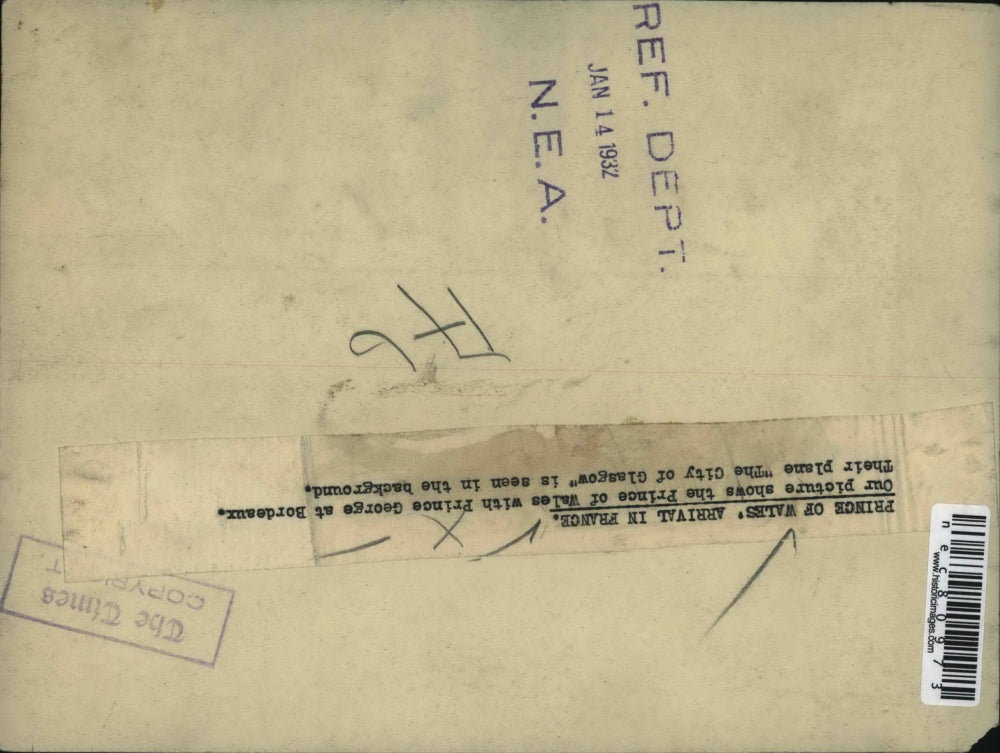 REF. DEPT.
JAN 14 1932
N.E.A.
PRINCE OF WALES' ARRIVAL IN FRANCE.
Our picture shows the Prince of Wales with Prince George at Bordeaux.
Their plane "The City of Glasgow" is seen in the background.
The Times
www.historicimages.com
nec80973